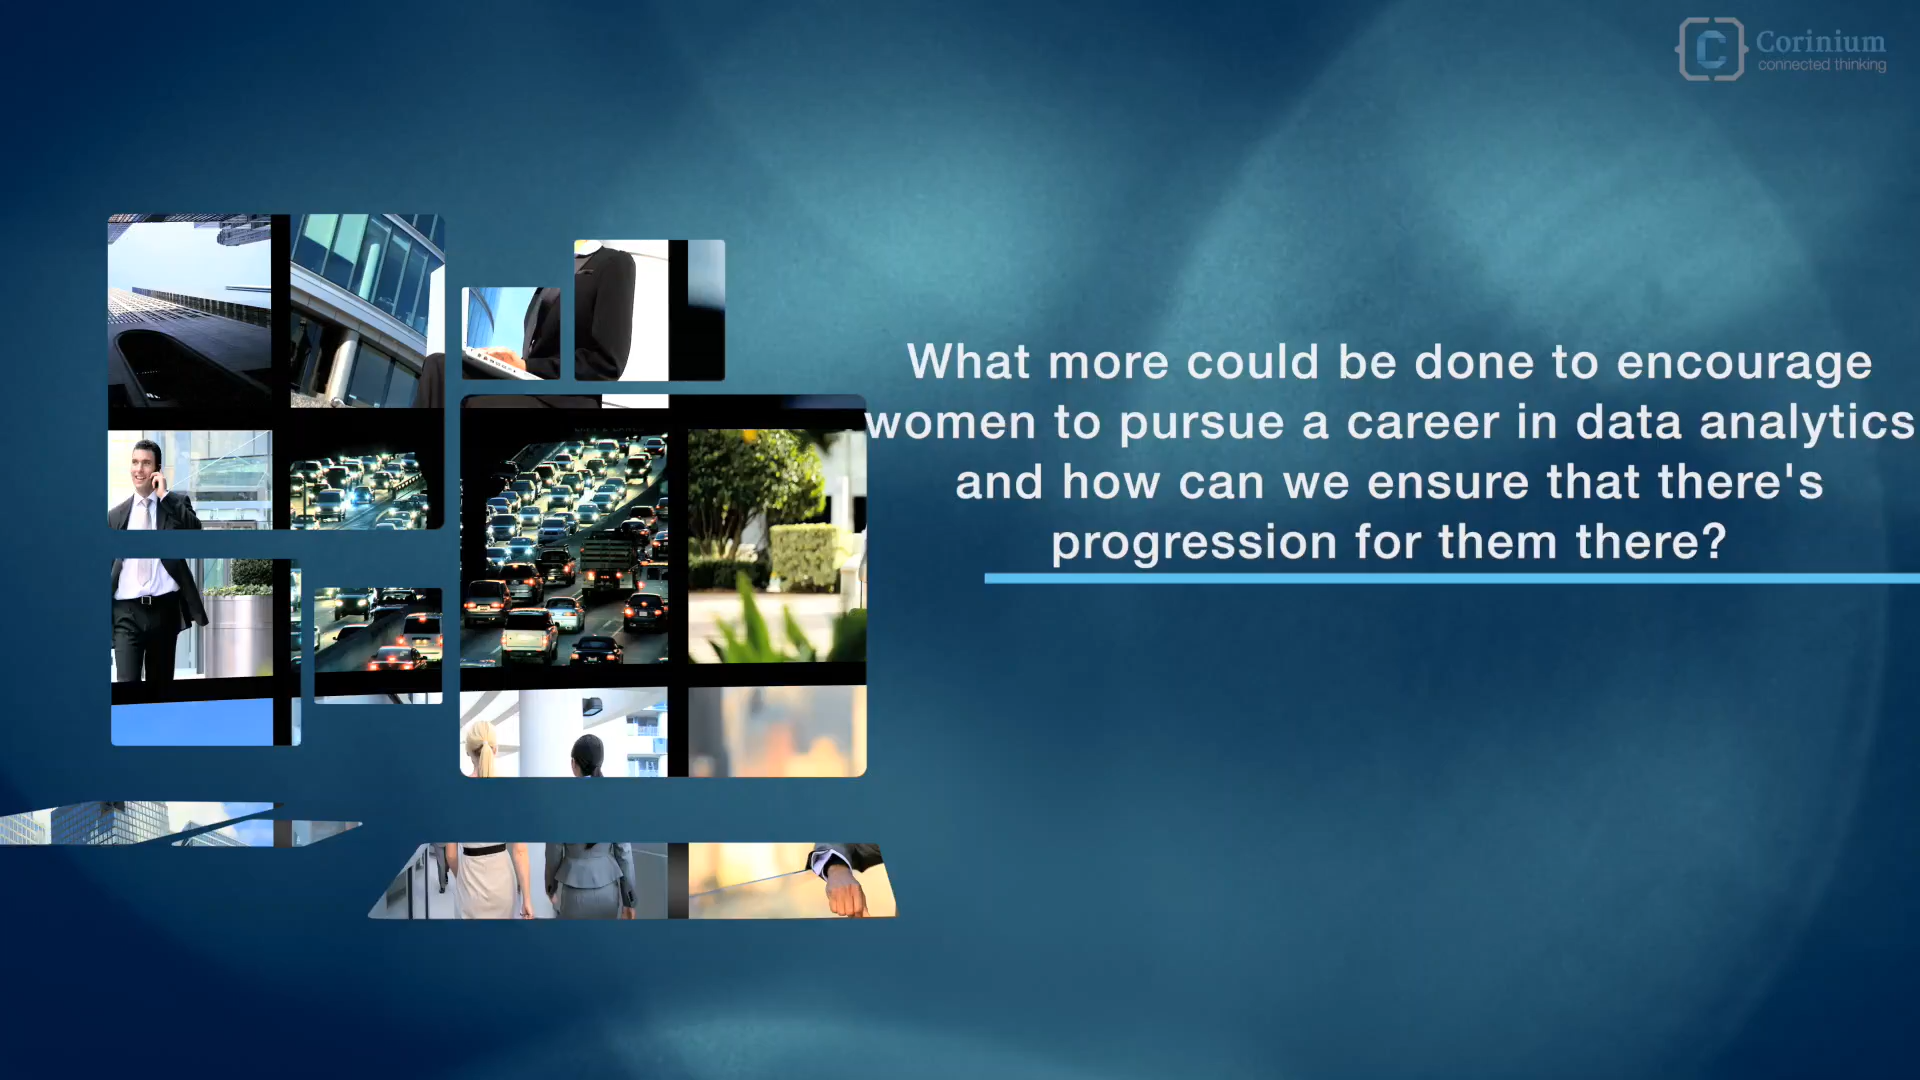 Corinium
connected thinking
What more could be done to encourage
women to pursue a career in data analytics
and how can we ensure that there's
progression for them there?